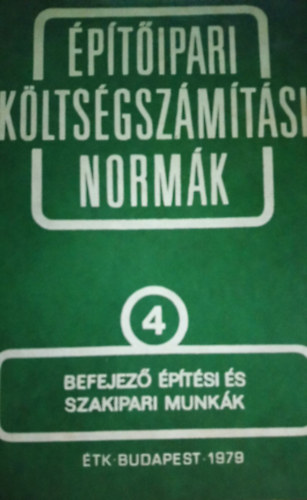 ÉPÍTŐIPARI
KÖLTSÉGSZÁMÍTÁSI
NORMÁK
4
BEFEJEZŐ ÉPÍTÉSI ÉS
SZAKIPARI MUNKÁK
ÉTK·BUDAPEST·1979